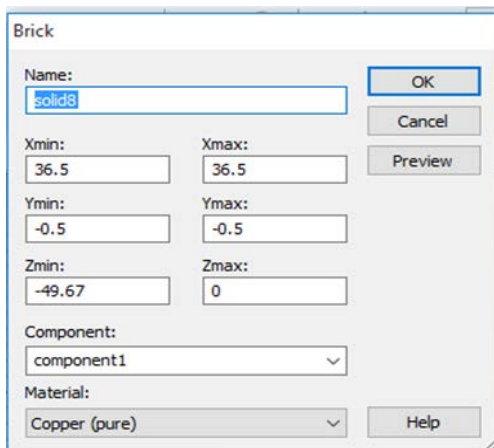 Brick
Name:
solid8
OK
Cancel
Preview
Xmin:
Xmax:
36.5
36.5
Ymin:
Ymax:
-0.5
-0.5
Zmin:
Zmax:
-49.67
0
Component:
component1
Material:
Copper (pure)
Help